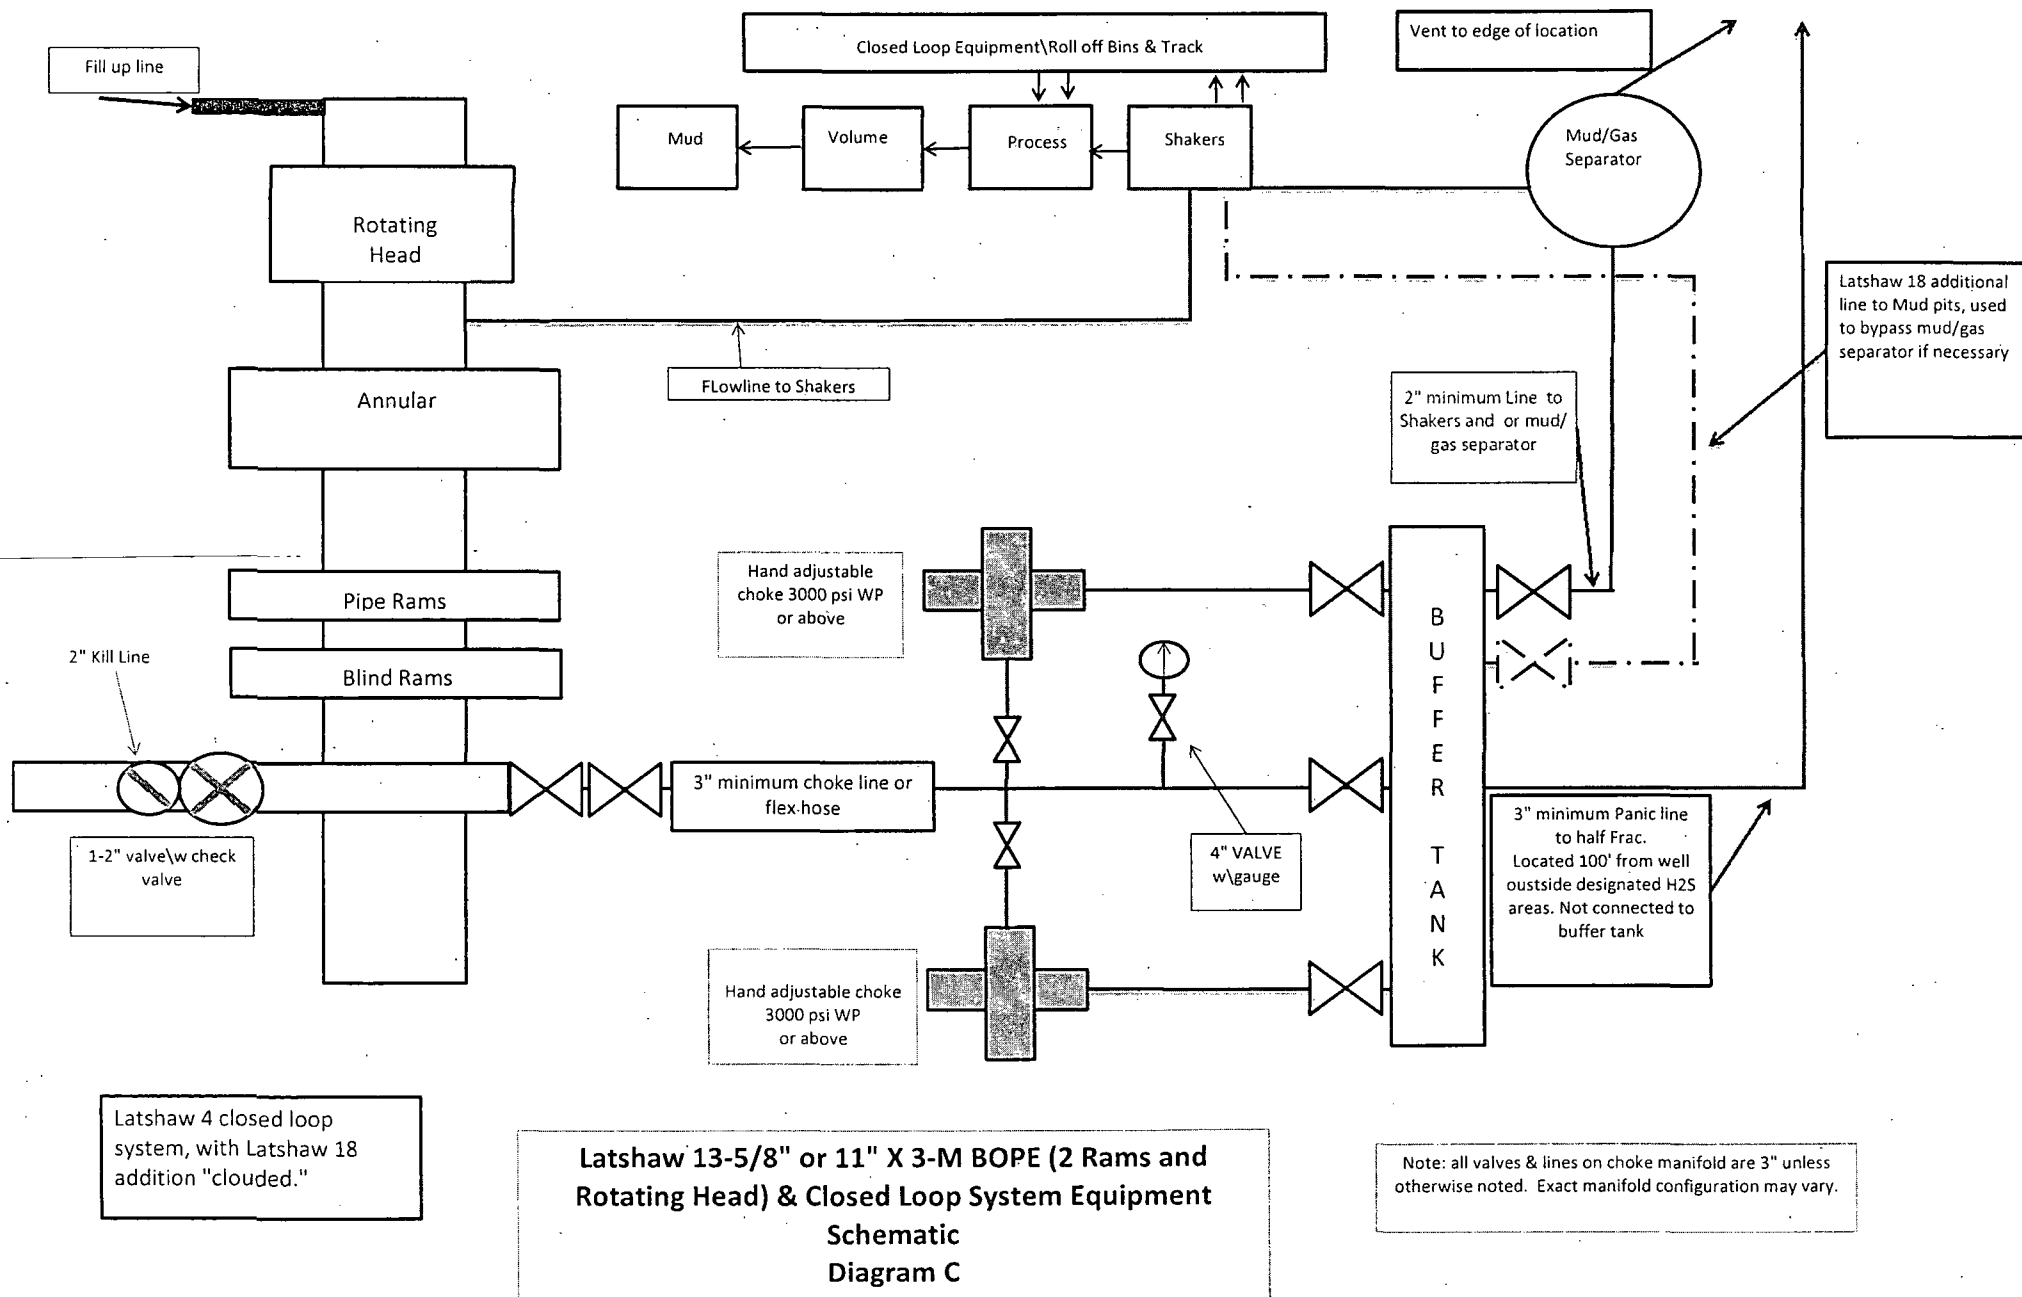 Fill up line
Closed Loop Equipment\Roll off Bins & Track
Vent to edge of location
Mud
Volume
Process
Shakers
Mud/Gas
Separator
Rotating
Head
Latshaw 18 additional
line to Mud pits, used
to bypass mud/gas
separator if necessary
FLowline to Shakers
Annular
2" minimum Line to
Shakers and or mud/
gas separator
Hand adjustable
choke 3000 psi WP
or above
Pipe Rams
2" Kill Line
Blind Rams
BUFFER TANK
3" minimum choke line or
flex-hose
1-2" valve\w check
valve
4" VALVE
w\gauge
3" minimum Panic line
to half Frac.
Located 100' from well
oustside designated H2S
areas. Not connected to
buffer tank
Hand adjustable choke
3000 psi WP
or above
Latshaw 4 closed loop
system, with Latshaw 18
addition "clouded."
Latshaw 13-5/8" or 11" X 3-M BOPE (2 Rams and
Rotating Head) & Closed Loop System Equipment
Schematic
Diagram C
Note: all valves & lines on choke manifold are 3" unless
otherwise noted. Exact manifold configuration may vary.